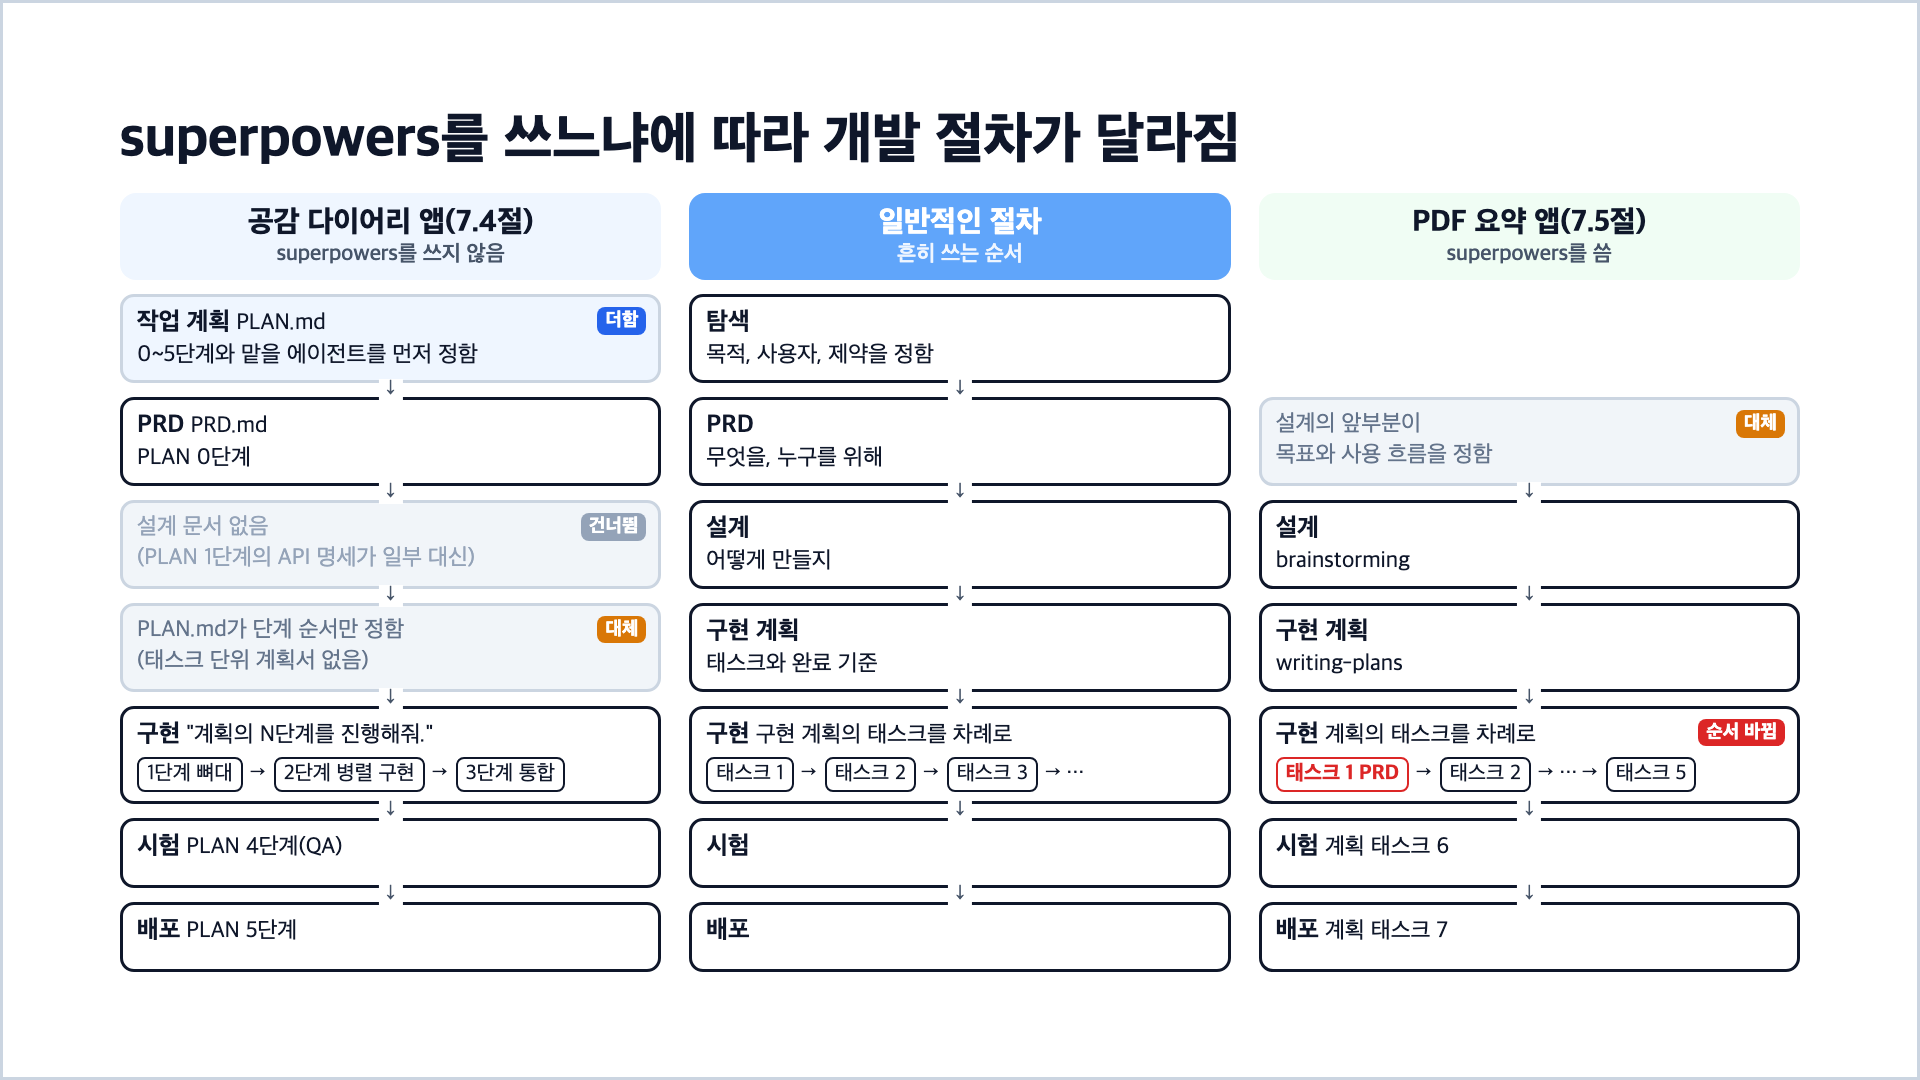 superpowers를 쓰느냐에 따라 개발 절차가 달라짐
공감 다이어리 앱(7.4절)
superpowers를 쓰지 않음
작업 계획 PLAN.md 더함
0~5단계와 맡을 에이전트를 먼저 정함
↓
PRD PRD.md
PLAN 0단계
↓
설계 문서 없음 건너뜀
(PLAN 1단계의 API 명세가 일부 대신)
↓
PLAN.md가 단계 순서만 정함 대체
(태스크 단위 계획서 없음)
↓
구현 "계획의 N단계를 진행해줘."
1단계 뼈대 → 2단계 병렬 구현 → 3단계 통합
↓
시험 PLAN 4단계(QA)
↓
배포 PLAN 5단계
일반적인 절차
흔히 쓰는 순서
탐색
목적, 사용자, 제약을 정함
↓
PRD
무엇을, 누구를 위해
↓
설계
어떻게 만들지
↓
구현 계획
태스크와 완료 기준
↓
구현 구현 계획의 태스크를 차례로
태스크 1 → 태스크 2 → 태스크 3 → ···
↓
시험
↓
배포
PDF 요약 앱(7.5절)
superpowers를 씀
설계의 앞부분이 대체
목표와 사용 흐름을 정함
↓
설계
brainstorming
↓
구현 계획
writing-plans
↓
구현 계획의 태스크를 차례로 순서 바뀜
태스크 1 PRD → 태스크 2 → ··· → 태스크 5
↓
시험 계획 태스크 6
↓
배포 계획 태스크 7